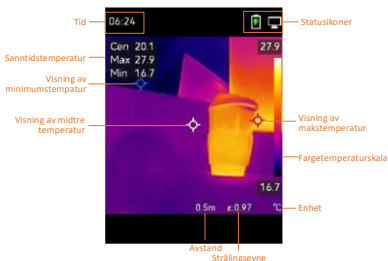 Tid
06:24
Statusikoner
Sanntidstemperatur
Cen 20.1
Max 27.9
Min 16.7
27.9
Visning av
minimumstempatur
Visning av midtre
temperatur
Visning av
makstemperatur
Fargetemperaturskala
16.7
0.5m ε:0.97 °C
Enhet
Avstand
Strålingsevne